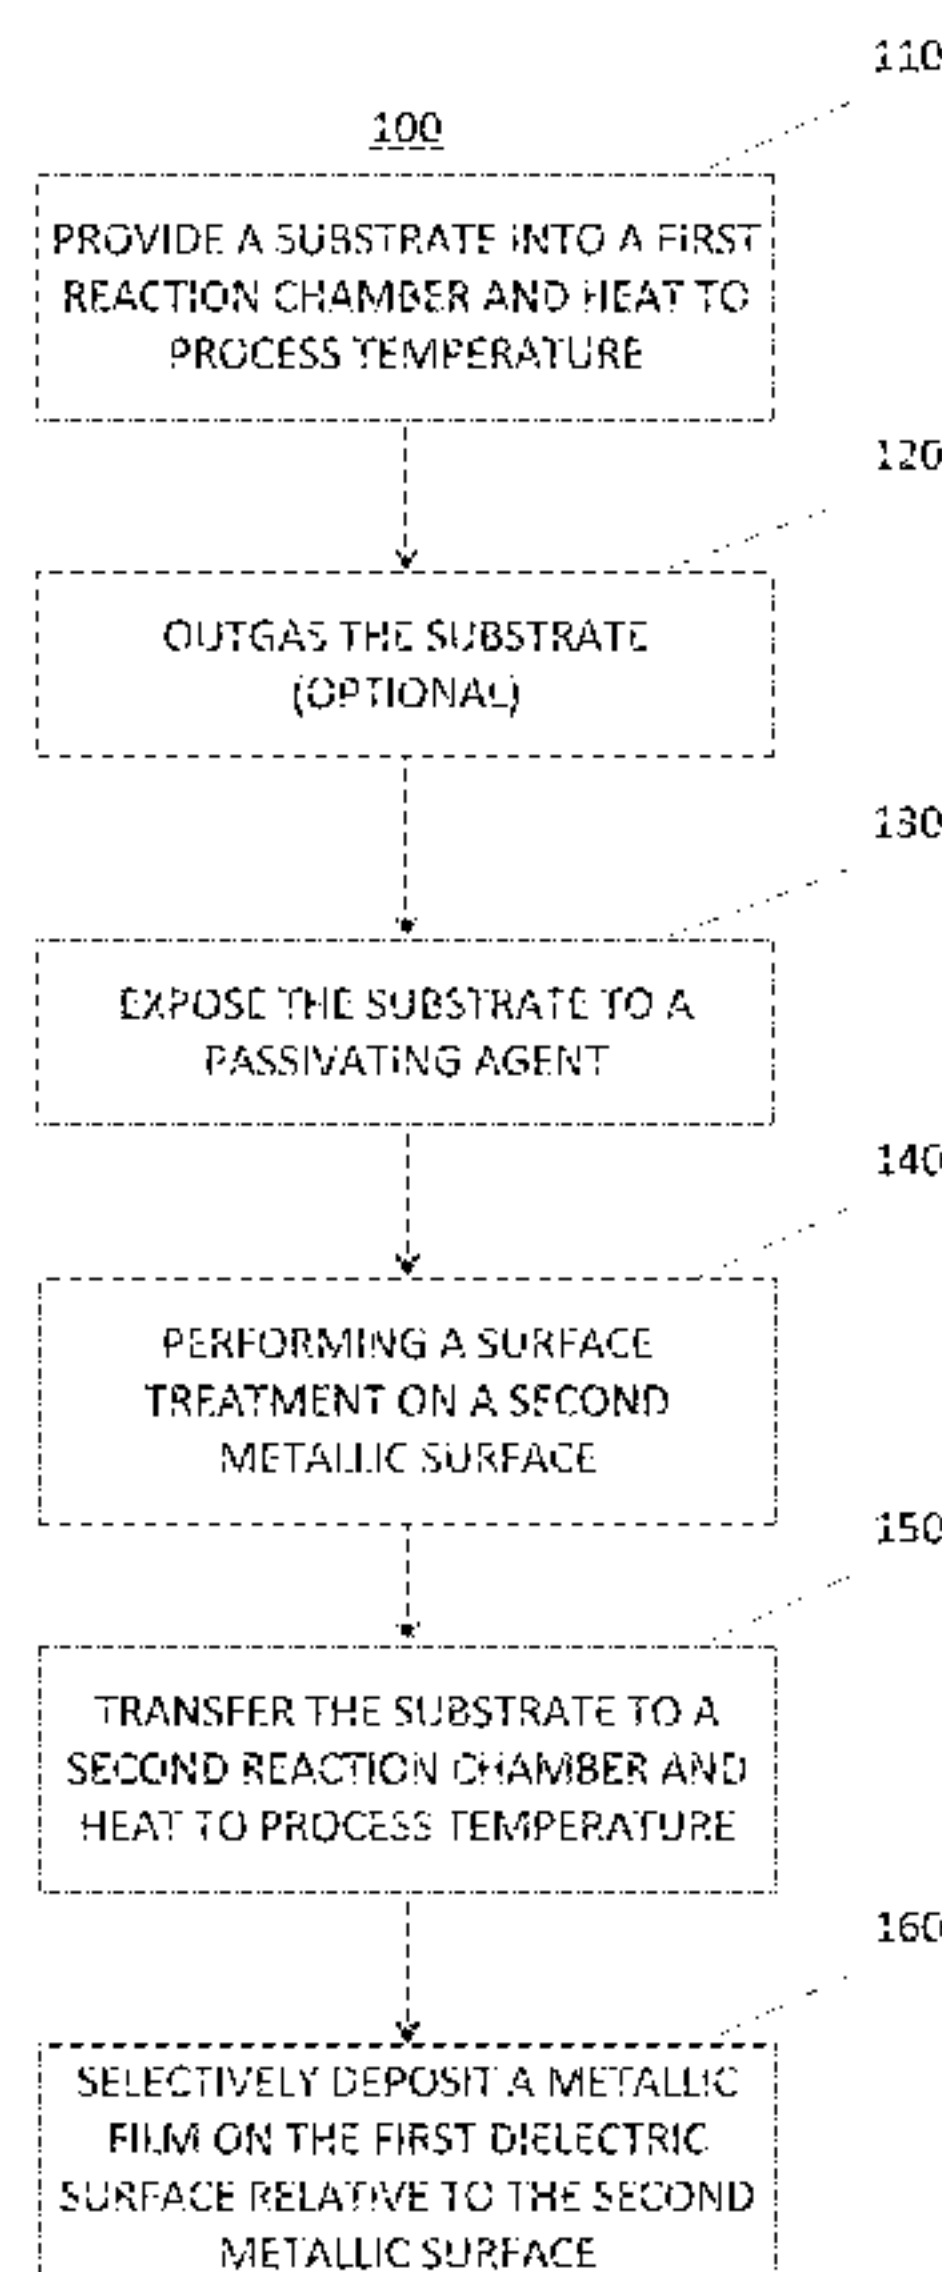 110
100
PROVIDE A SUBSTRATE INTO A FIRST
REACTION CHAMBER AND HEAT TO
PROCESS TEMPERATURE
120
OUTGAS THE SUBSTRATE
(OPTIONAL)
130
EXPOSE THE SUBSTRATE TO A
PASSIVATING AGENT
140
PERFORMING A SURFACE
TREATMENT ON A SECOND
METALLIC SURFACE
150
TRANSFER THE SUBSTRATE TO A
SECOND REACTION CHAMBER AND
HEAT TO PROCESS TEMPERATURE
160
SELECTIVELY DEPOSIT A METALLIC
FILM ON THE FIRST DIELECTRIC
SURFACE RELATIVE TO THE SECOND
METALLIC SURFACE